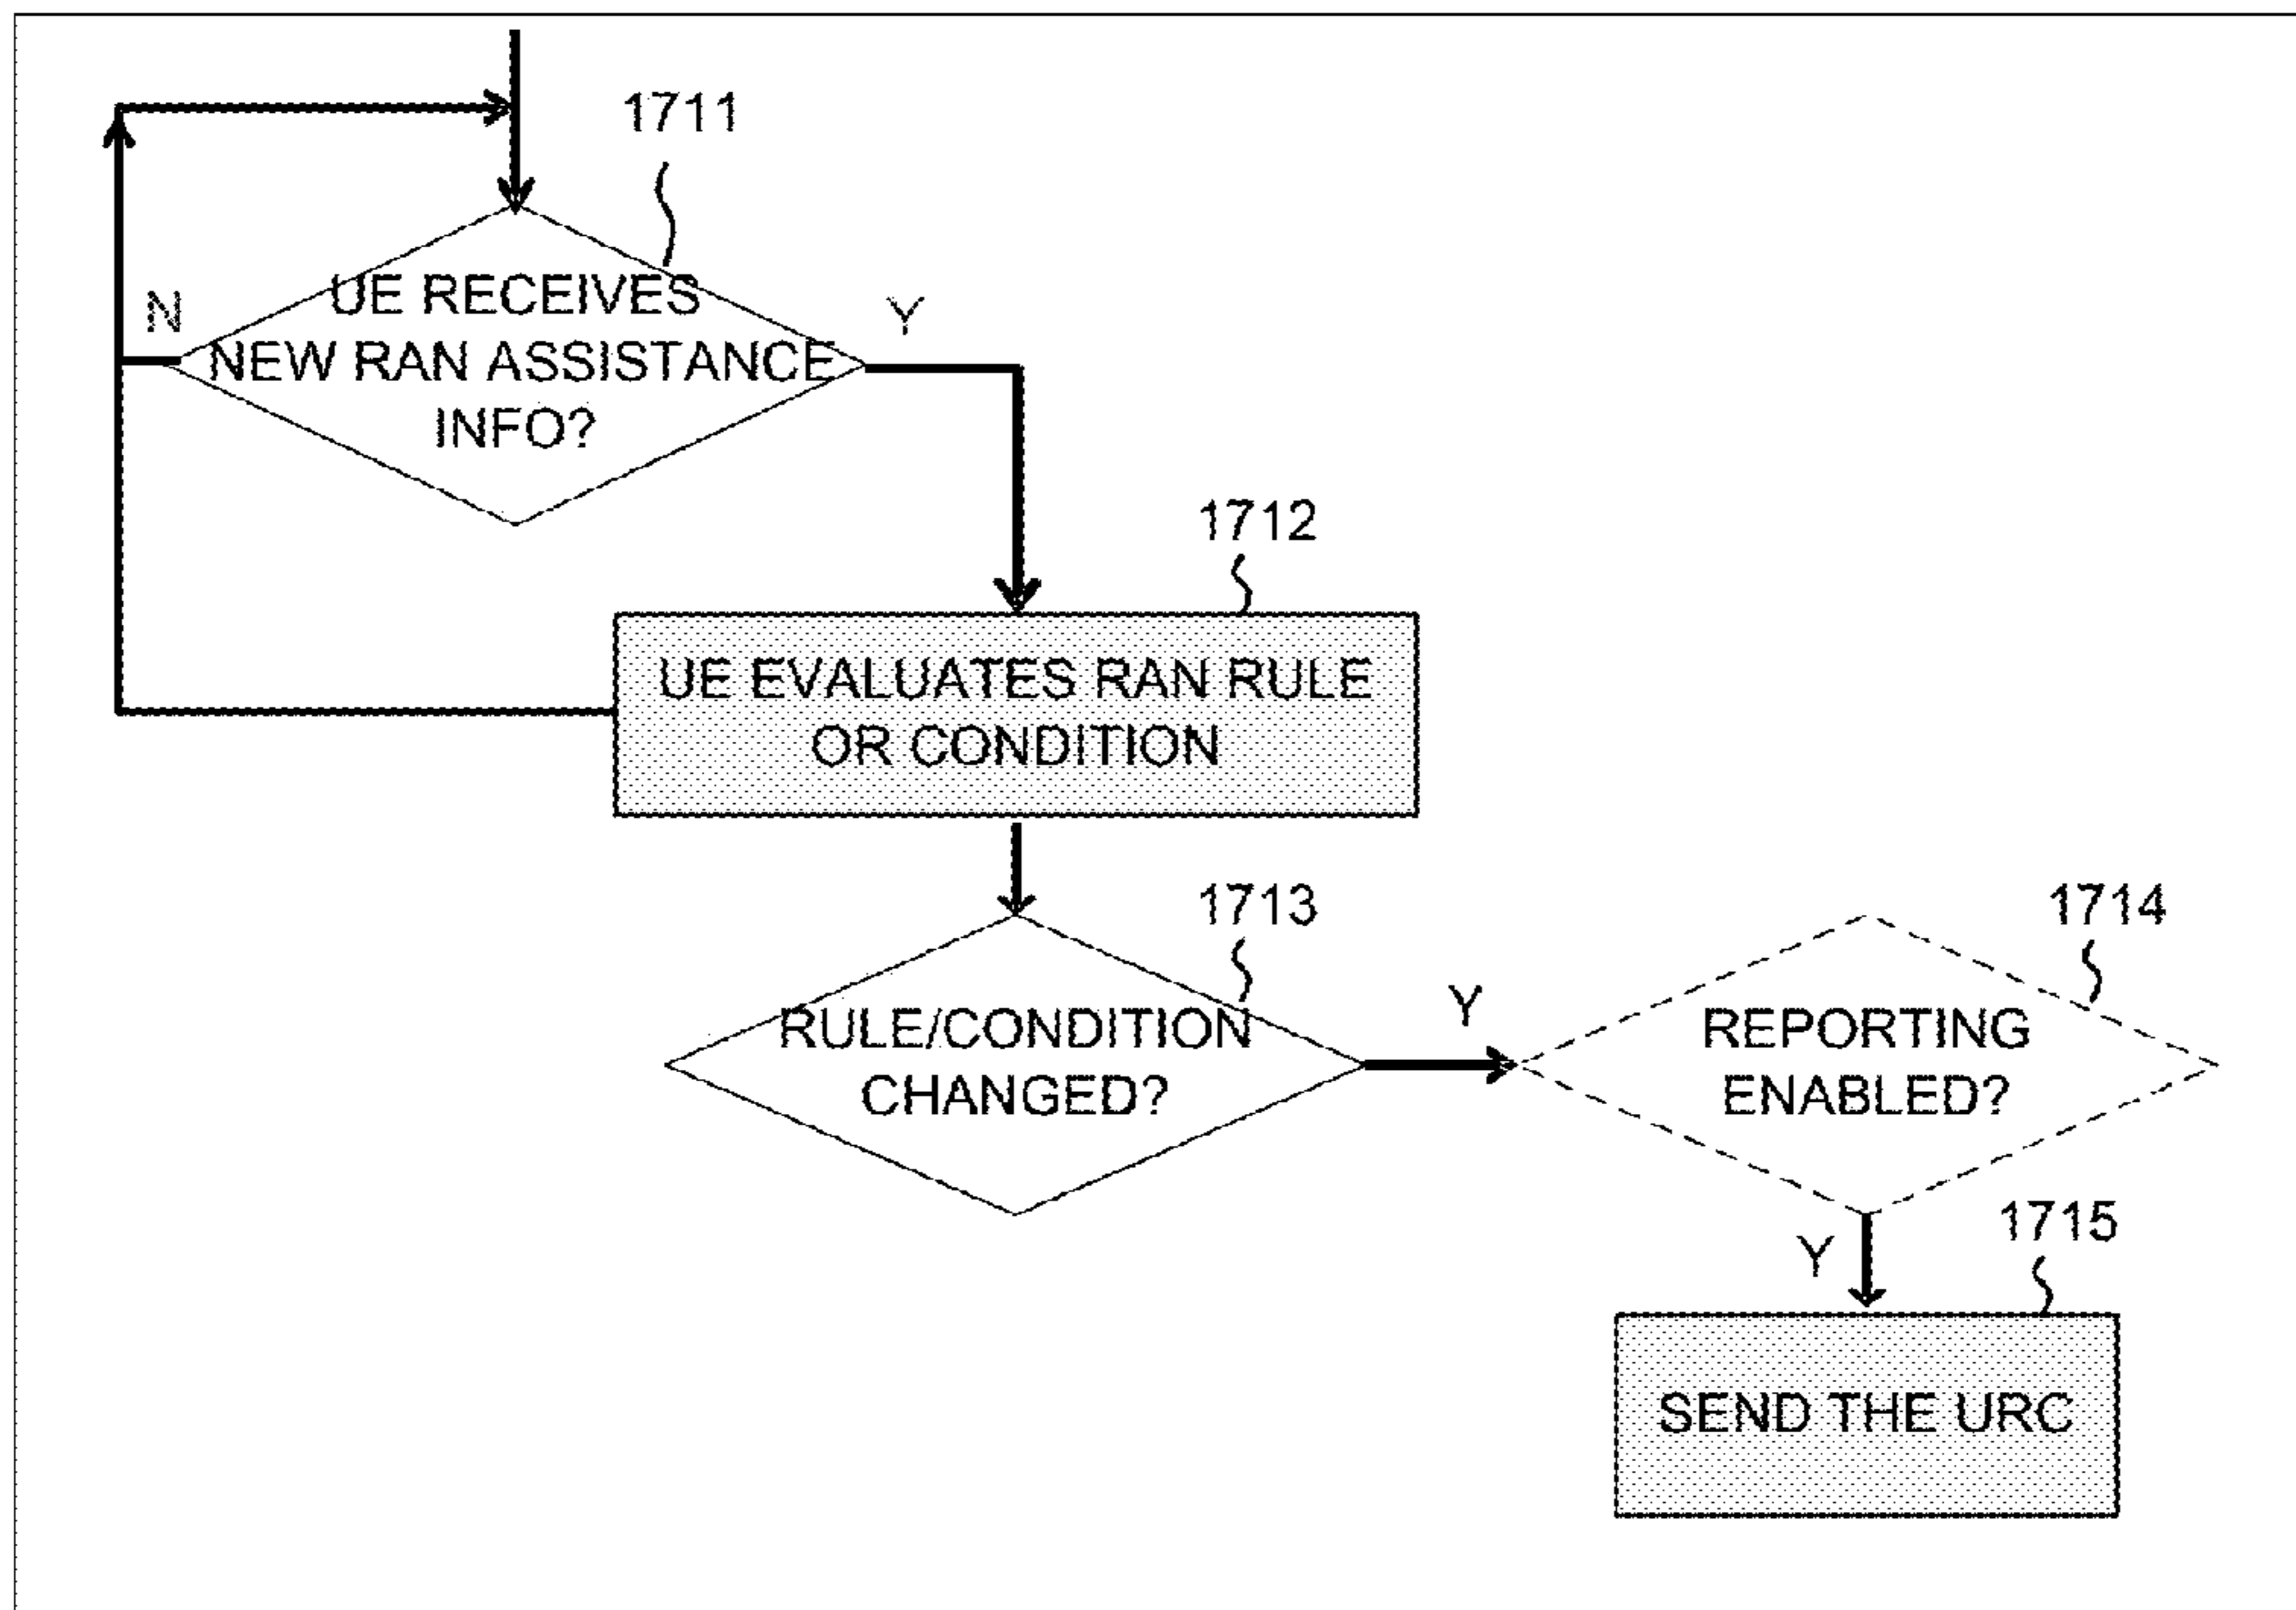 1711
N
UE RECEIVES
NEW RAN ASSISTANCE
INFO?
Y
1712
UE EVALUATES RAN RULE
OR CONDITION
1713
RULE/CONDITION
CHANGED?
Y
1714
REPORTING
ENABLED?
Y
1715
SEND THE URC